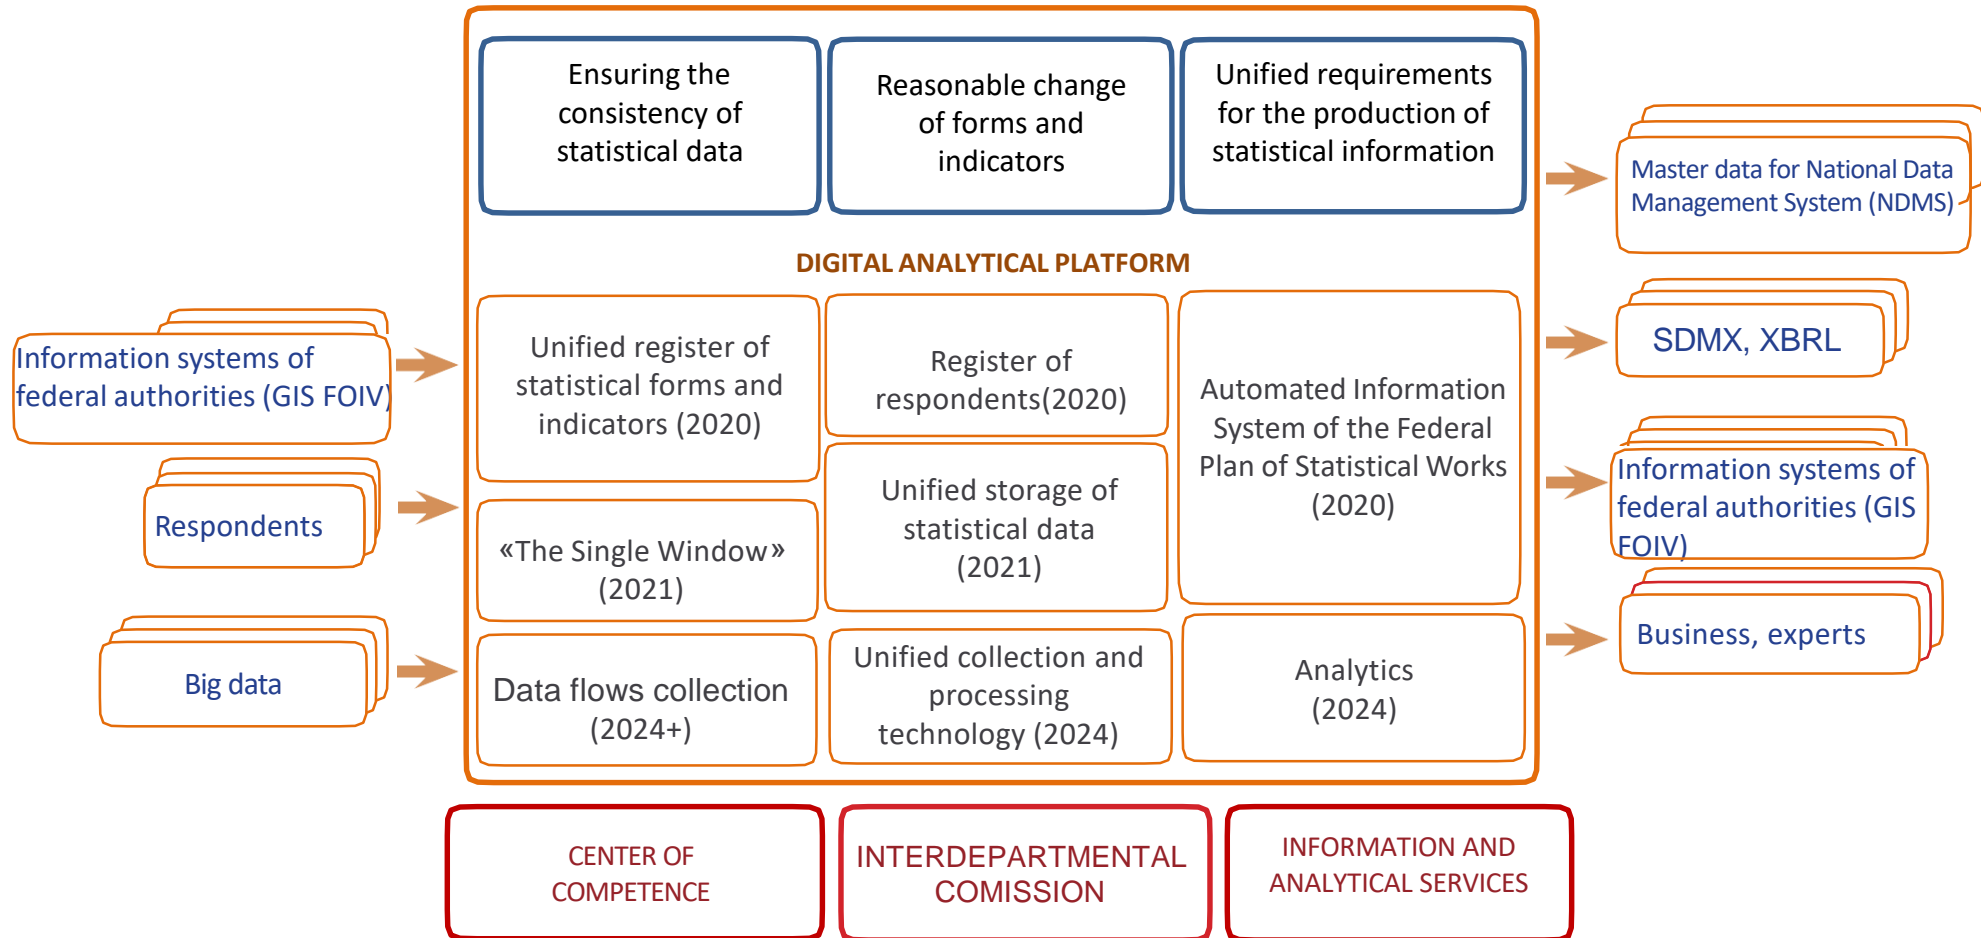 Ensuring the
consistency of
statistical data
Reasonable change
of forms and
indicators
Unified requirements
for the production of
statistical information
DIGITAL ANALYTICAL PLATFORM
Information systems of
federal authorities (GIS FOIV)
Respondents
Big data
Unified register of
statistical forms and
indicators (2020)
«The Single Window»
(2021)
Data flows collection
(2024+)
Register of
respondents(2020)
Unified storage of
statistical data
(2021)
Unified collection and
processing
technology (2024)
Automated Information
System of the Federal
Plan of Statistical Works
(2020)
Analytics
(2024)
Master data for National Data
Management System (NDMS)
SDMX, XBRL
Information systems of
federal authorities (GIS
FOIV)
Business, experts
CENTER OF
COMPETENCE
INTERDEPARTMENTAL
COMISSION
INFORMATION AND
ANALYTICAL SERVICES